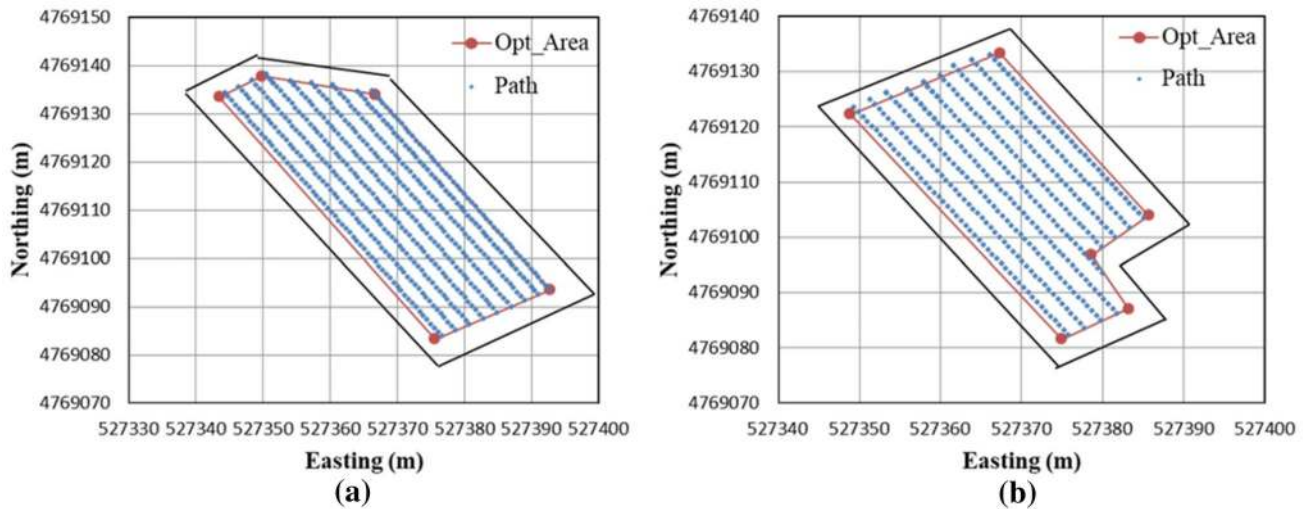 4769150
4769140
4769130
4769120
4769110
4769100
4769090
4769080
4769070
Northing (m)
Opt_Area
Path
527330 527340 527350 527360 527370 527380 527390 527400
Easting (m)
(a)
4769140
4769130
4769120
4769110
4769100
4769090
4769080
4769070
Northing (m)
Opt_Area
Path
527340 527350 527360 527370 527380 527390 527400
Easting (m)
(b)